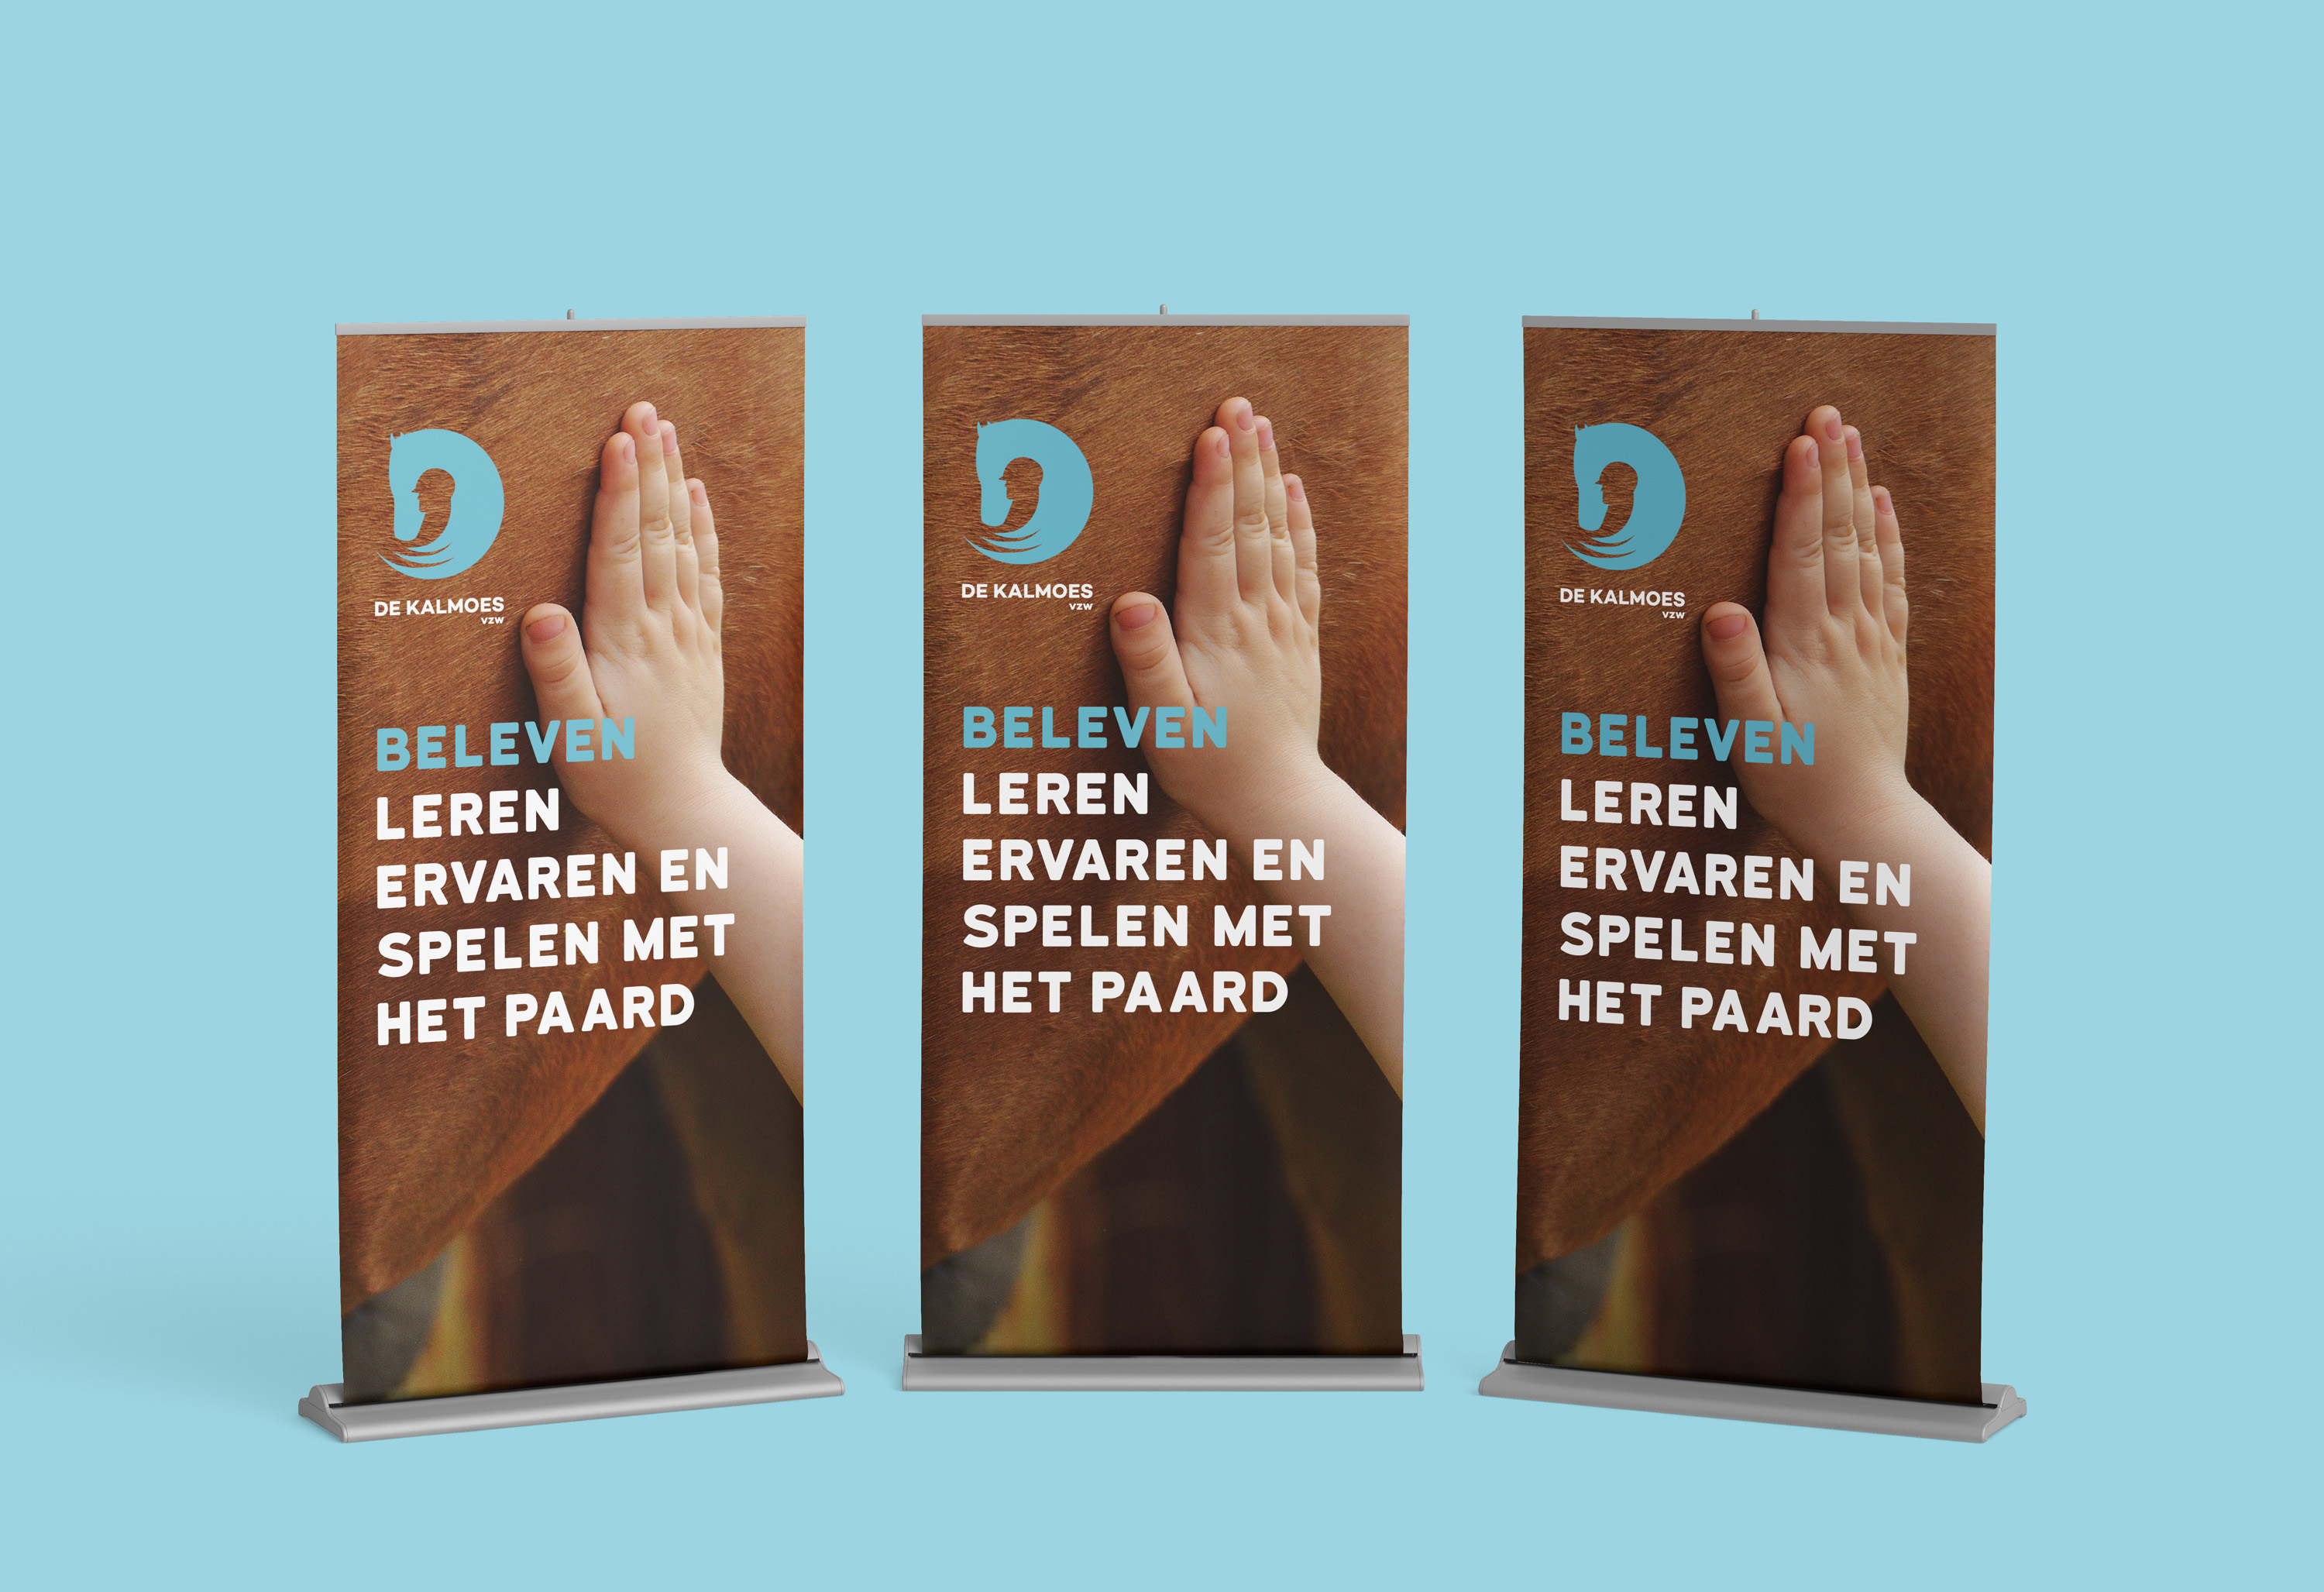 DE KALMOES
VZW
BELEVEN
LEREN
ERVAREN EN
SPELEN MET
HET PAARD
DE KALMOES
VZW
BELEVEN
LEREN
ERVAREN EN
SPELEN MET
HET PAARD
DE KALMOES
VZW
BELEVEN
LEREN
ERVAREN EN
SPELEN MET
HET PAARD